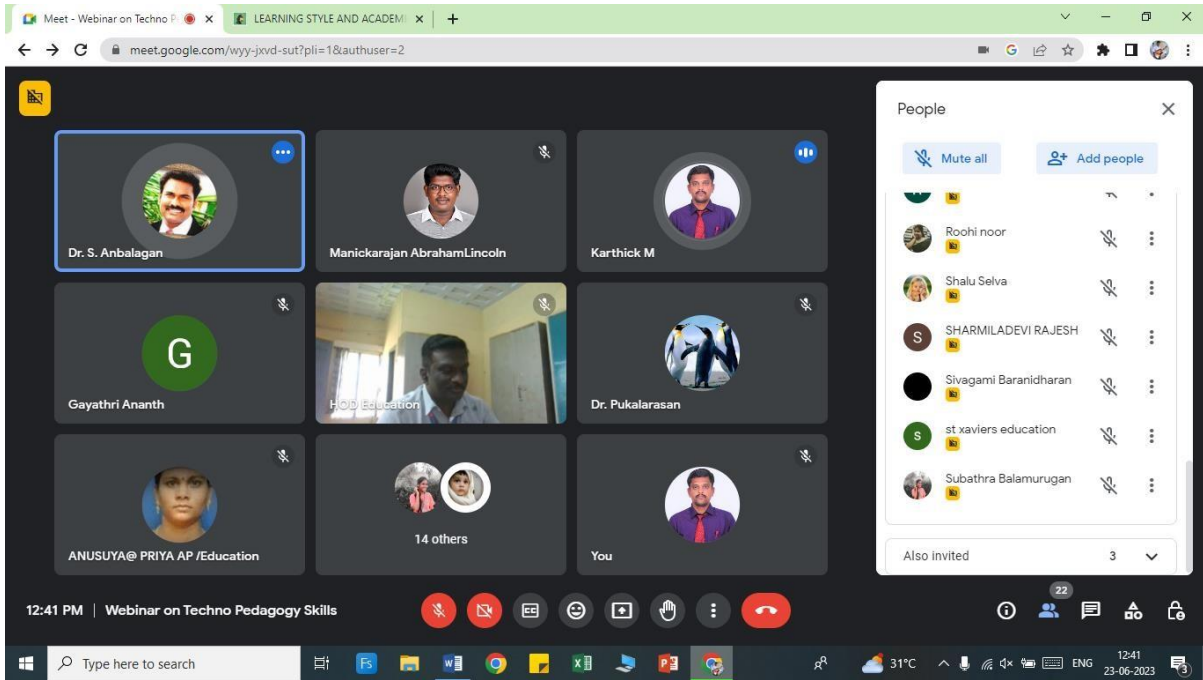 Meet - Webinar on Techno P
LEARNING STYLE AND ACADEM
meet.google.com/wyy-jxvd-sut?pli=1&authuser=2
People
Mute all
Add people
Dr. S. Anbalagan
Manickarajan AbrahamLincoln
Karthick M
Roohi noor
Shalu Selva
S
SHARMILADEVI RAJESH
G
Gayathri Ananth
HOD Education
Dr. Pukalarasan
Sivagami Baranidharan
s
st xaviers education
Subathra Balamurugan
ANUSUYA@ PRIYA AP /Education
14 others
You
Also invited 3
12:41 PM | Webinar on Techno Pedagogy Skills
CC
22
Type here to search
Fs
31°C
ENG
12:41
23-06-2023
3